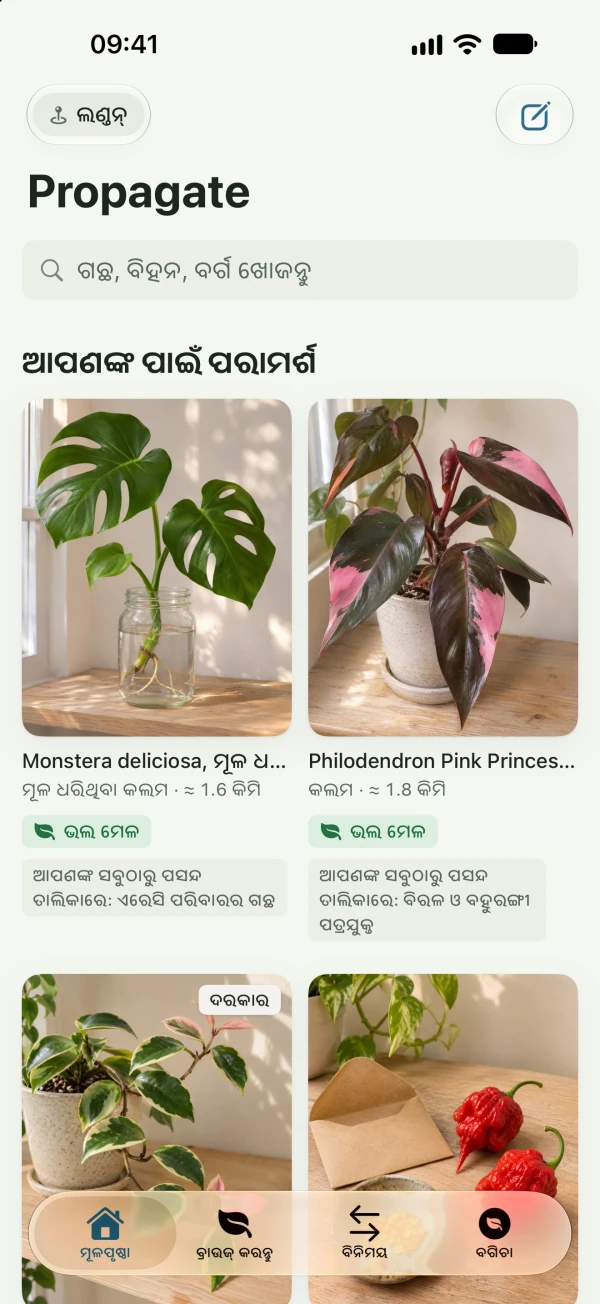 09:41
ଲଣ୍ଡନ୍
Propagate
ଗଛ, ବିହନ, ବର୍ଗ ଖୋଜନ୍ତୁ
ଆପଣଙ୍କ ପାଇଁ ପରାମର୍ଶ
Monstera deliciosa, ମୂଳ ଧ...
ମୂଳ ଧରିଥିବା କଲମ · ≈ 1.6 କିମି
ଭଲ ମେଳ
ଆପଣଙ୍କ ସବୁଠାରୁ ପସନ୍ଦ
ତାଲିକାରେ: ଏରେସି ପରିବାରର ଗଛ
Philodendron Pink Princes...
କଲମ · ≈ 1.8 କିମି
ଭଲ ମେଳ
ଆପଣଙ୍କ ସବୁଠାରୁ ପସନ୍ଦ
ତାଲିକାରେ: ବିରଳ ଓ ବହୁରଙ୍ଗୀ
ପତ୍ରଯୁକ୍ତ
ଦରକାର
ମୂଳପୃଷ୍ଠା
ବ୍ରାଉଜ୍ କରନ୍ତୁ
ବିନିମୟ
ବଗିଚା